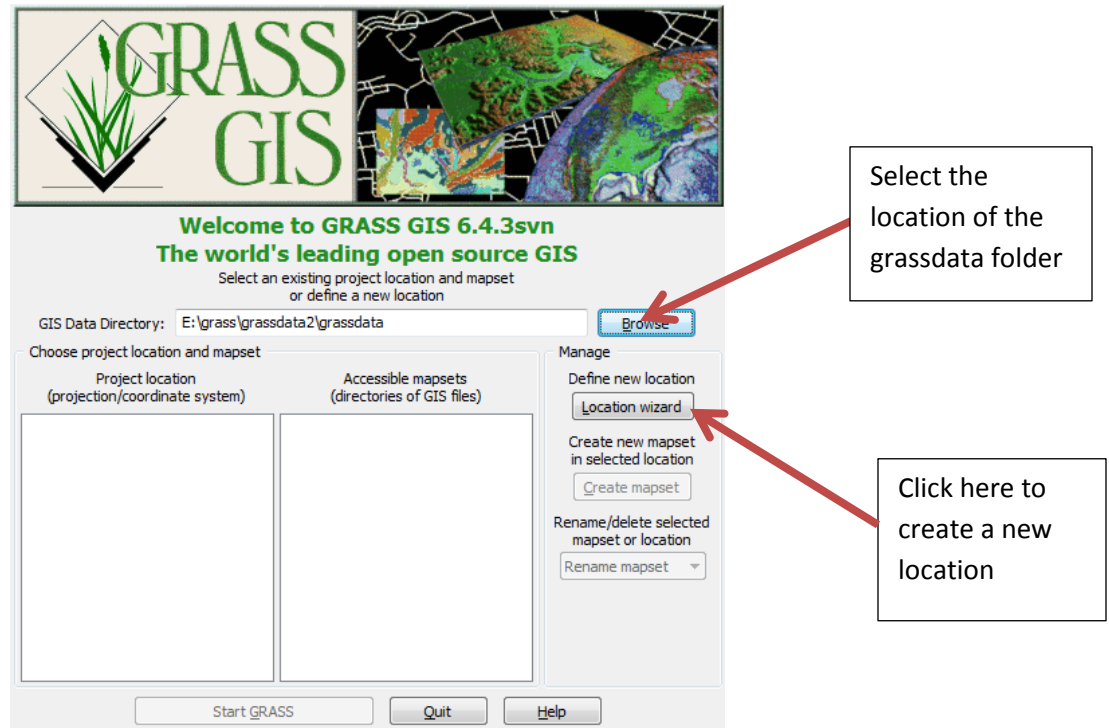 GRASS
GIS
Welcome to GRASS GIS 6.4.3svn
The world's leading open source GIS
Select an existing project location and mapset
or define a new location
GIS Data Directory: E:\grass\grassdata2\grassdata Browse
Select the
location of the
grassdata folder
Choose project location and mapset
Project location
(projection/coordinate system)
Accessible mapsets
(directories of GIS files)
Manage
Define new location
Location wizard
Create new mapset
in selected location
Create mapset
Rename/delete selected
mapset or location
Rename mapset
Click here to
create a new
location
Start GRASS Quit Help